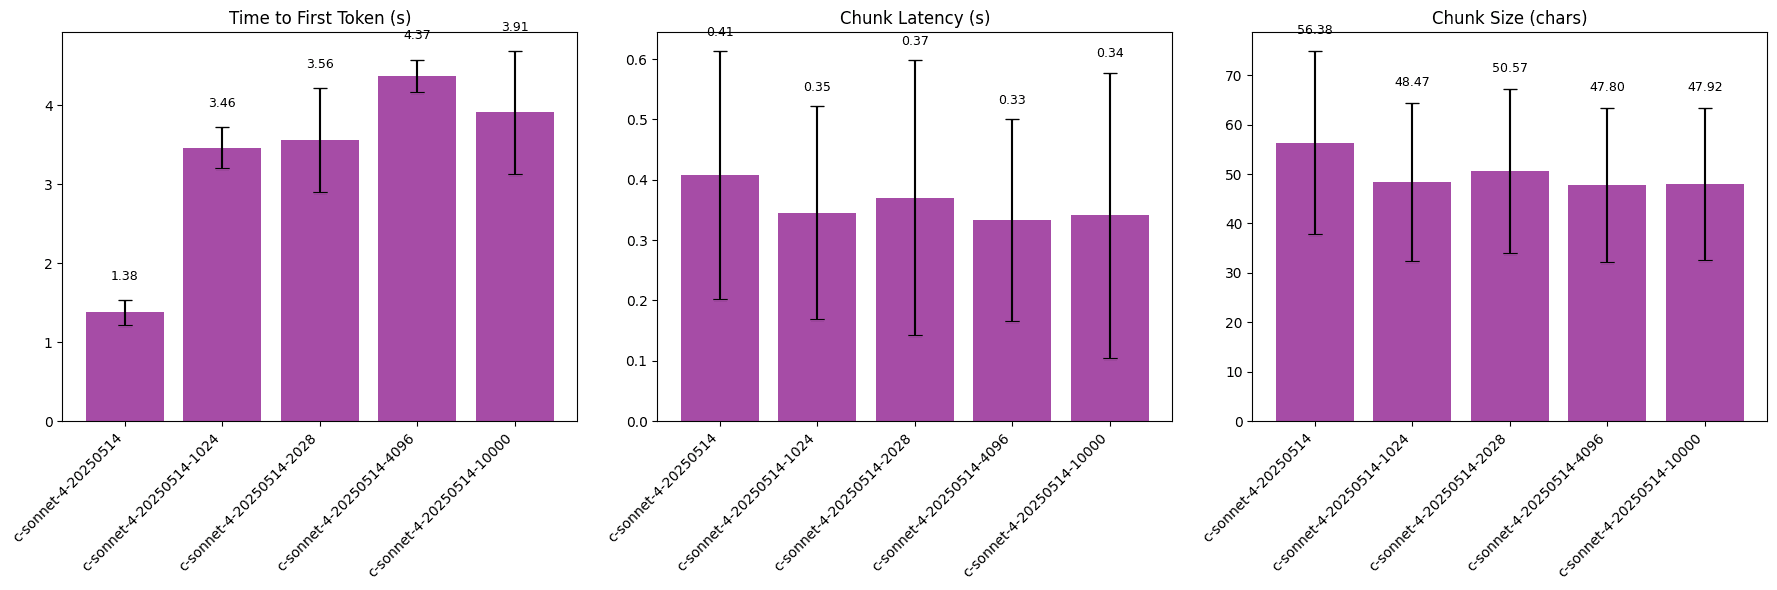 Time to First Token (s)
4
3
2
1
0
1.38
3.46
3.56
4.37
3.91
c-sonnet-4-20250514
c-sonnet-4-20250514-1024
c-sonnet-4-20250514-2028
c-sonnet-4-20250514-4096
c-sonnet-4-20250514-10000
Chunk Latency (s)
0.6
0.5
0.4
0.3
0.2
0.1
0.0
0.41
0.35
0.37
0.33
0.34
c-sonnet-4-20250514
c-sonnet-4-20250514-1024
c-sonnet-4-20250514-2028
c-sonnet-4-20250514-4096
c-sonnet-4-20250514-10000
Chunk Size (chars)
70
60
50
40
30
20
10
0
56.38
48.47
50.57
47.80
47.92
c-sonnet-4-20250514
c-sonnet-4-20250514-1024
c-sonnet-4-20250514-2028
c-sonnet-4-20250514-4096
c-sonnet-4-20250514-10000